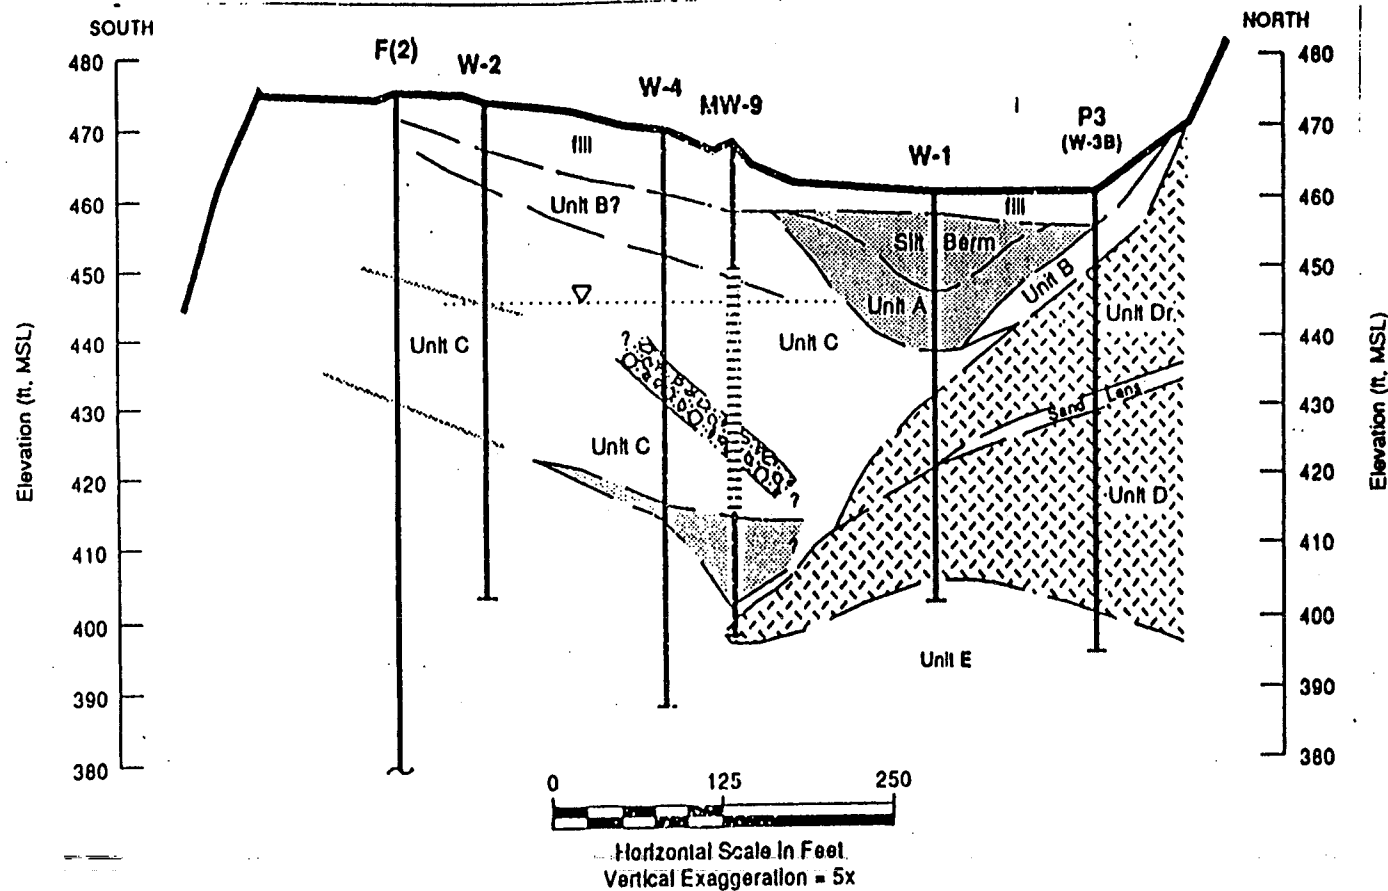 SOUTH
NORTH
F(2)
W-2
W-4
MW-9
W-1
P3
(W-3B)
480
470
460
450
440
430
420
410
400
390
380
480
470
460
450
440
430
420
410
400
390
380
Elevation (ft, MSL)
Elevation (ft, MSL)
fill
fill
Unit B?
Silt Berm
Unit A
Unit B
Unit C
Unit C
Unit C
Unit Dr.
Sand Lens
Unit D
Unit E
?
?
?
0 125 250
Horizontal Scale In Feet
Vertical Exaggeration = 5x